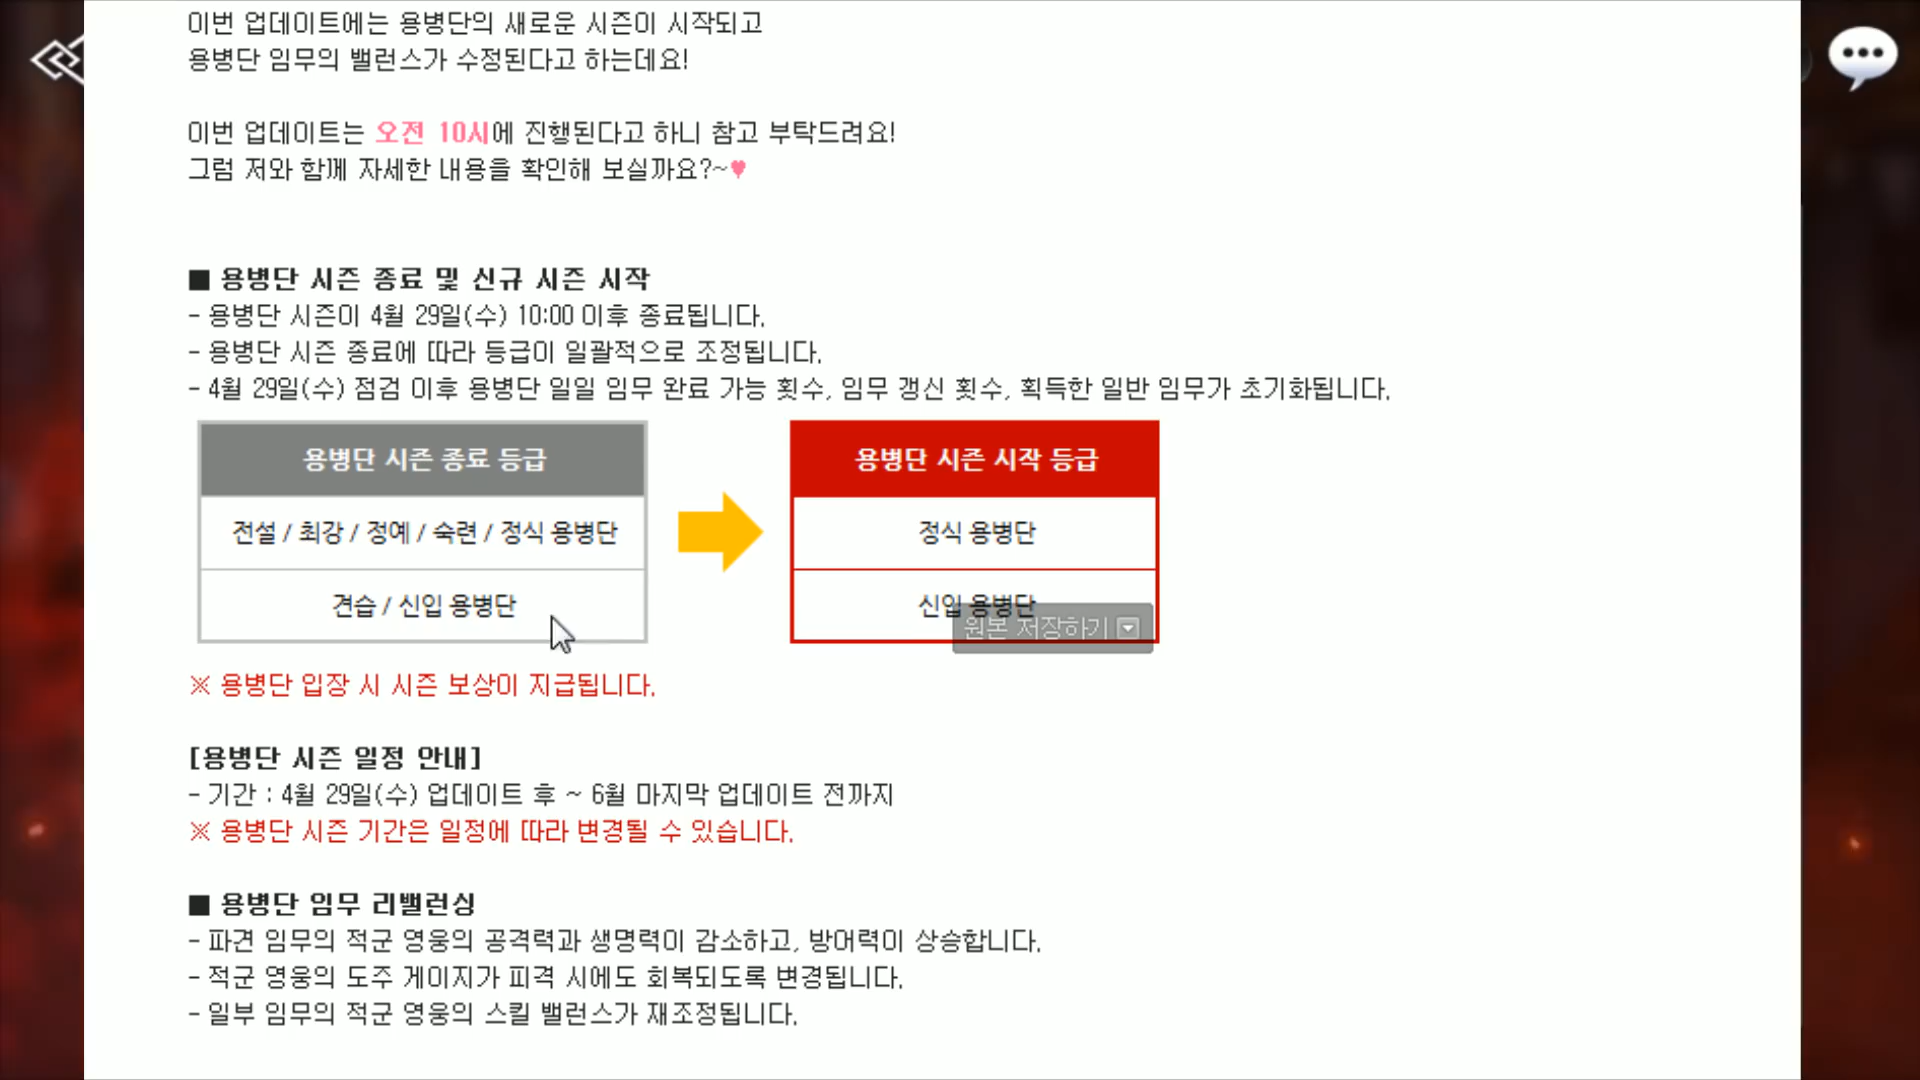 이번 업데이트에는 용병단의 새로운 시즌이 시작되고
용병단 임무의 밸런스가 수정된다고 하는데요!
이번 업데이트는 오전 10시에 진행된다고 하니 참고 부탁드려요!
그럼 저와 함께 자세한 내용을 확인해 보실까요?~♥
■ 용병단 시즌 종료 및 신규 시즌 시작
- 용병단 시즌이 4월 29일(수) 10:00 이후 종료됩니다.
- 용병단 시즌 종료에 따라 등급이 일괄적으로 조정됩니다.
- 4월 29일(수) 점검 이후 용병단 일일 임무 완료 가능 횟수, 임무 갱신 횟수, 획득한 일반 임무가 초기화됩니다.
용병단 시즌 종료 등급
전설 / 최강 / 정예 / 숙련 / 정식 용병단
견습 / 신입 용병단
용병단 시즌 시작 등급
정식 용병단
신입 용병단
원본 저장하기
※ 용병단 입장 시 시즌 보상이 지급됩니다.
[용병단 시즌 일정 안내]
- 기간 : 4월 29일(수) 업데이트 후 ~ 6월 마지막 업데이트 전까지
※ 용병단 시즌 기간은 일정에 따라 변경될 수 있습니다.
■ 용병단 임무 리밸런싱
- 파견 임무의 적군 영웅의 공격력과 생명력이 감소하고, 방어력이 상승합니다.
- 적군 영웅의 도주 게이지가 피격 시에도 회복되도록 변경됩니다.
- 일부 임무의 적군 영웅의 스킬 밸런스가 재조정됩니다.